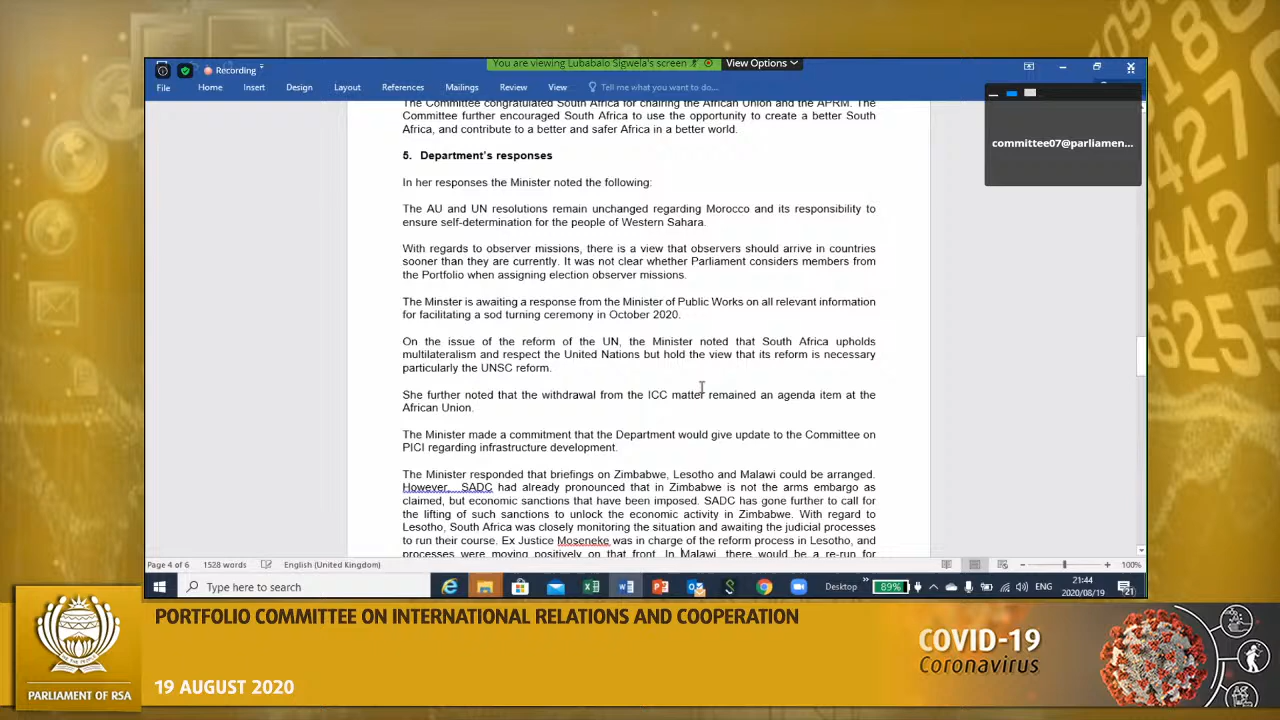 Recording
You are viewing Lubabalo Sigwela's screen
View Options
File Home Insert Design Layout References Mailings Review View Tell me what you want to do...
committee07@parliamen...
The Committee congratulated South Africa for chairing the African Union and the APRM. The
Committee further encouraged South Africa to use the opportunity to create a better South
Africa, and contribute to a better and safer Africa in a better world.
5. Department's responses
In her responses the Minister noted the following:
The AU and UN resolutions remain unchanged regarding Morocco and its responsibility to
ensure self-determination for the people of Western Sahara.
With regards to observer missions, there is a view that observers should arrive in countries
sooner than they are currently. It was not clear whether Parliament considers members from
the Portfolio when assigning election observer missions.
The Minster is awaiting a response from the Minister of Public Works on all relevant information
for facilitating a sod turning ceremony in October 2020.
On the issue of the reform of the UN, the Minister noted that South Africa upholds
multilateralism and respect the United Nations but hold the view that its reform is necessary
particularly the UNSC reform.
She further noted that the withdrawal from the ICC matter remained an agenda item at the
African Union.
The Minister made a commitment that the Department would give update to the Committee on
PICI regarding infrastructure development.
The Minister responded that briefings on Zimbabwe, Lesotho and Malawi could be arranged.
However, SADC had already pronounced that in Zimbabwe is not the arms embargo as
claimed, but economic sanctions that have been imposed. SADC has gone further to call for
the lifting of such sanctions to unlock the economic activity in Zimbabwe. With regard to
Lesotho, South Africa was closely monitoring the situation and awaiting the judicial processes
to run their course. Ex Justice Moseneke was in charge of the reform process in Lesotho, and
processes were moving positively on that front. In Malawi, there would be a re-run for
Page 4 of 6 1528 words English (United Kingdom) 100%
Type here to search
Desktop
89%
ENG
21:44
2020/08/19
21
PORTFOLIO COMMITTEE ON INTERNATIONAL RELATIONS AND COOPERATION
19 AUGUST 2020
PARLIAMENT OF RSA
COVID-19
Coronavirus